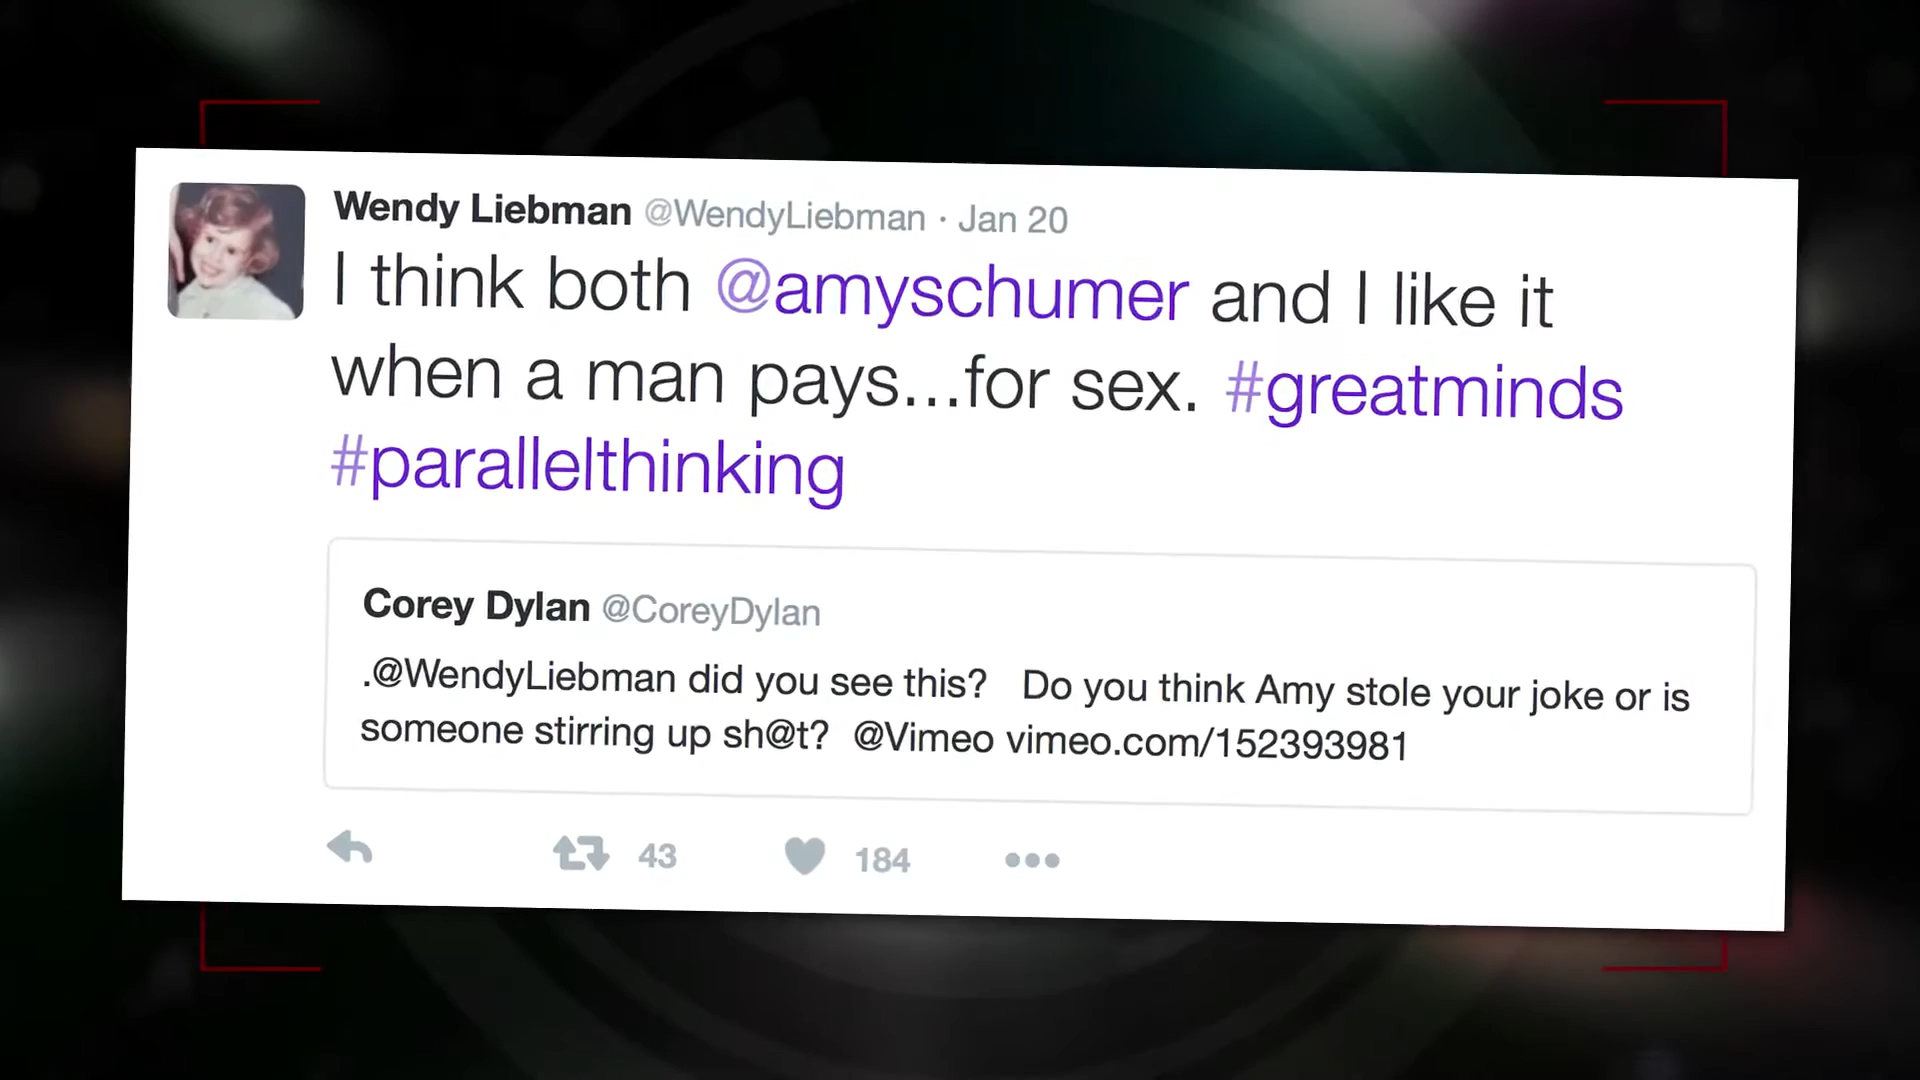 Wendy Liebman @WendyLiebman · Jan 20
I think both @amyschumer and I like it
when a man pays...for sex. #greatminds
#parallelthinking
Corey Dylan @CoreyDylan
.@WendyLiebman did you see this?   Do you think Amy stole your joke or is
someone stirring up sh@t?  @Vimeo vimeo.com/152393981
43 184